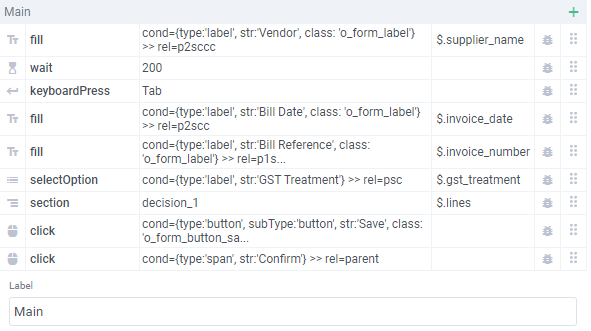 Main +
fill cond={type:'label', str:'Vendor', class: 'o_form_label'} $.supplier_name
>> rel=p2sccc
wait 200
keyboardPress Tab
fill cond={type:'label', str:'Bill Date', class: 'o_form_label'} $.invoice_date
>> rel=p2scc
fill cond={type:'label', str:'Bill Reference', class: $.invoice_number
'o_form_label'} >> rel=p1s...
selectOption cond={type:'label', str:'GST Treatment'} >> rel=psc $.gst_treatment
section decision_1 $.lines
click cond={type:'button', subType:'button', str:'Save', class:
'o_form_button_sa...
click cond={type:'span', str:'Confirm'} >> rel=parent
Label
Main